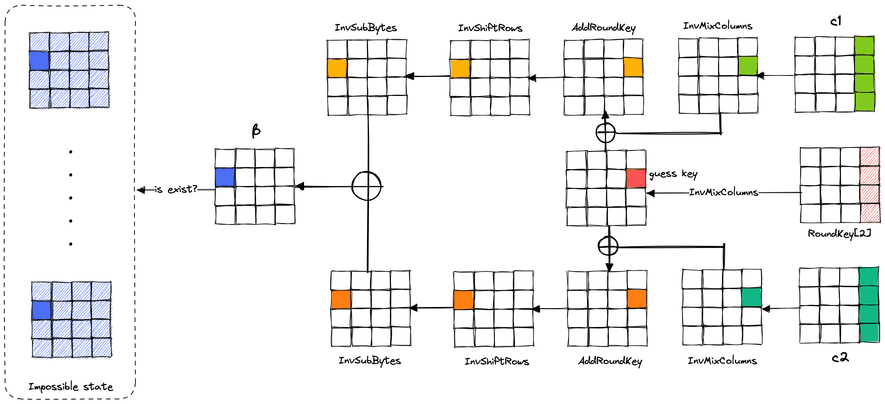 InvSubBytes
InvShiftRows
AddRoundKey
InvMixColumns
c1
β
guess key
is exist?
InvMixColumns
RoundKey[2]
InvSubBytes
InvShiftRows
AddRoundKey
InvMixColumns
c2
Impossible state